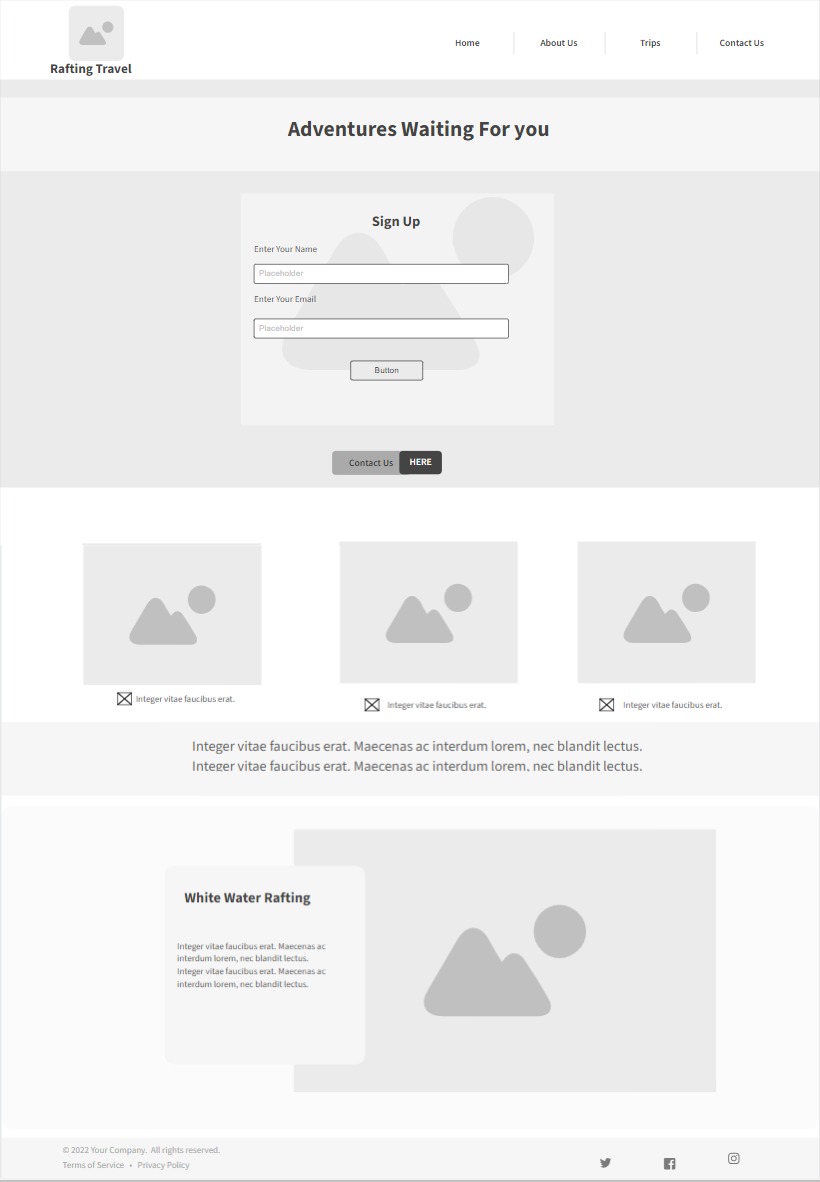 Rafting Travel
Home
About Us
Trips
Contact Us
Adventures Waiting For you
Sign Up
Enter Your Name
Placeholder
Enter Your Email
Placeholder
Button
Contact Us
HERE
Integer vitae faucibus erat.
Integer vitae faucibus erat.
Integer vitae faucibus erat.
Integer vitae faucibus erat. Maecenas ac interdum lorem, nec blandit lectus.
Integer vitae faucibus erat. Maecenas ac interdum lorem, nec blandit lectus.
White Water Rafting
Integer vitae faucibus erat. Maecenas ac
interdum lorem, nec blandit lectus.
Integer vitae faucibus erat. Maecenas ac
interdum lorem, nec blandit lectus.
© 2022 Your Company. All rights reserved.
Terms of Service • Privacy Policy